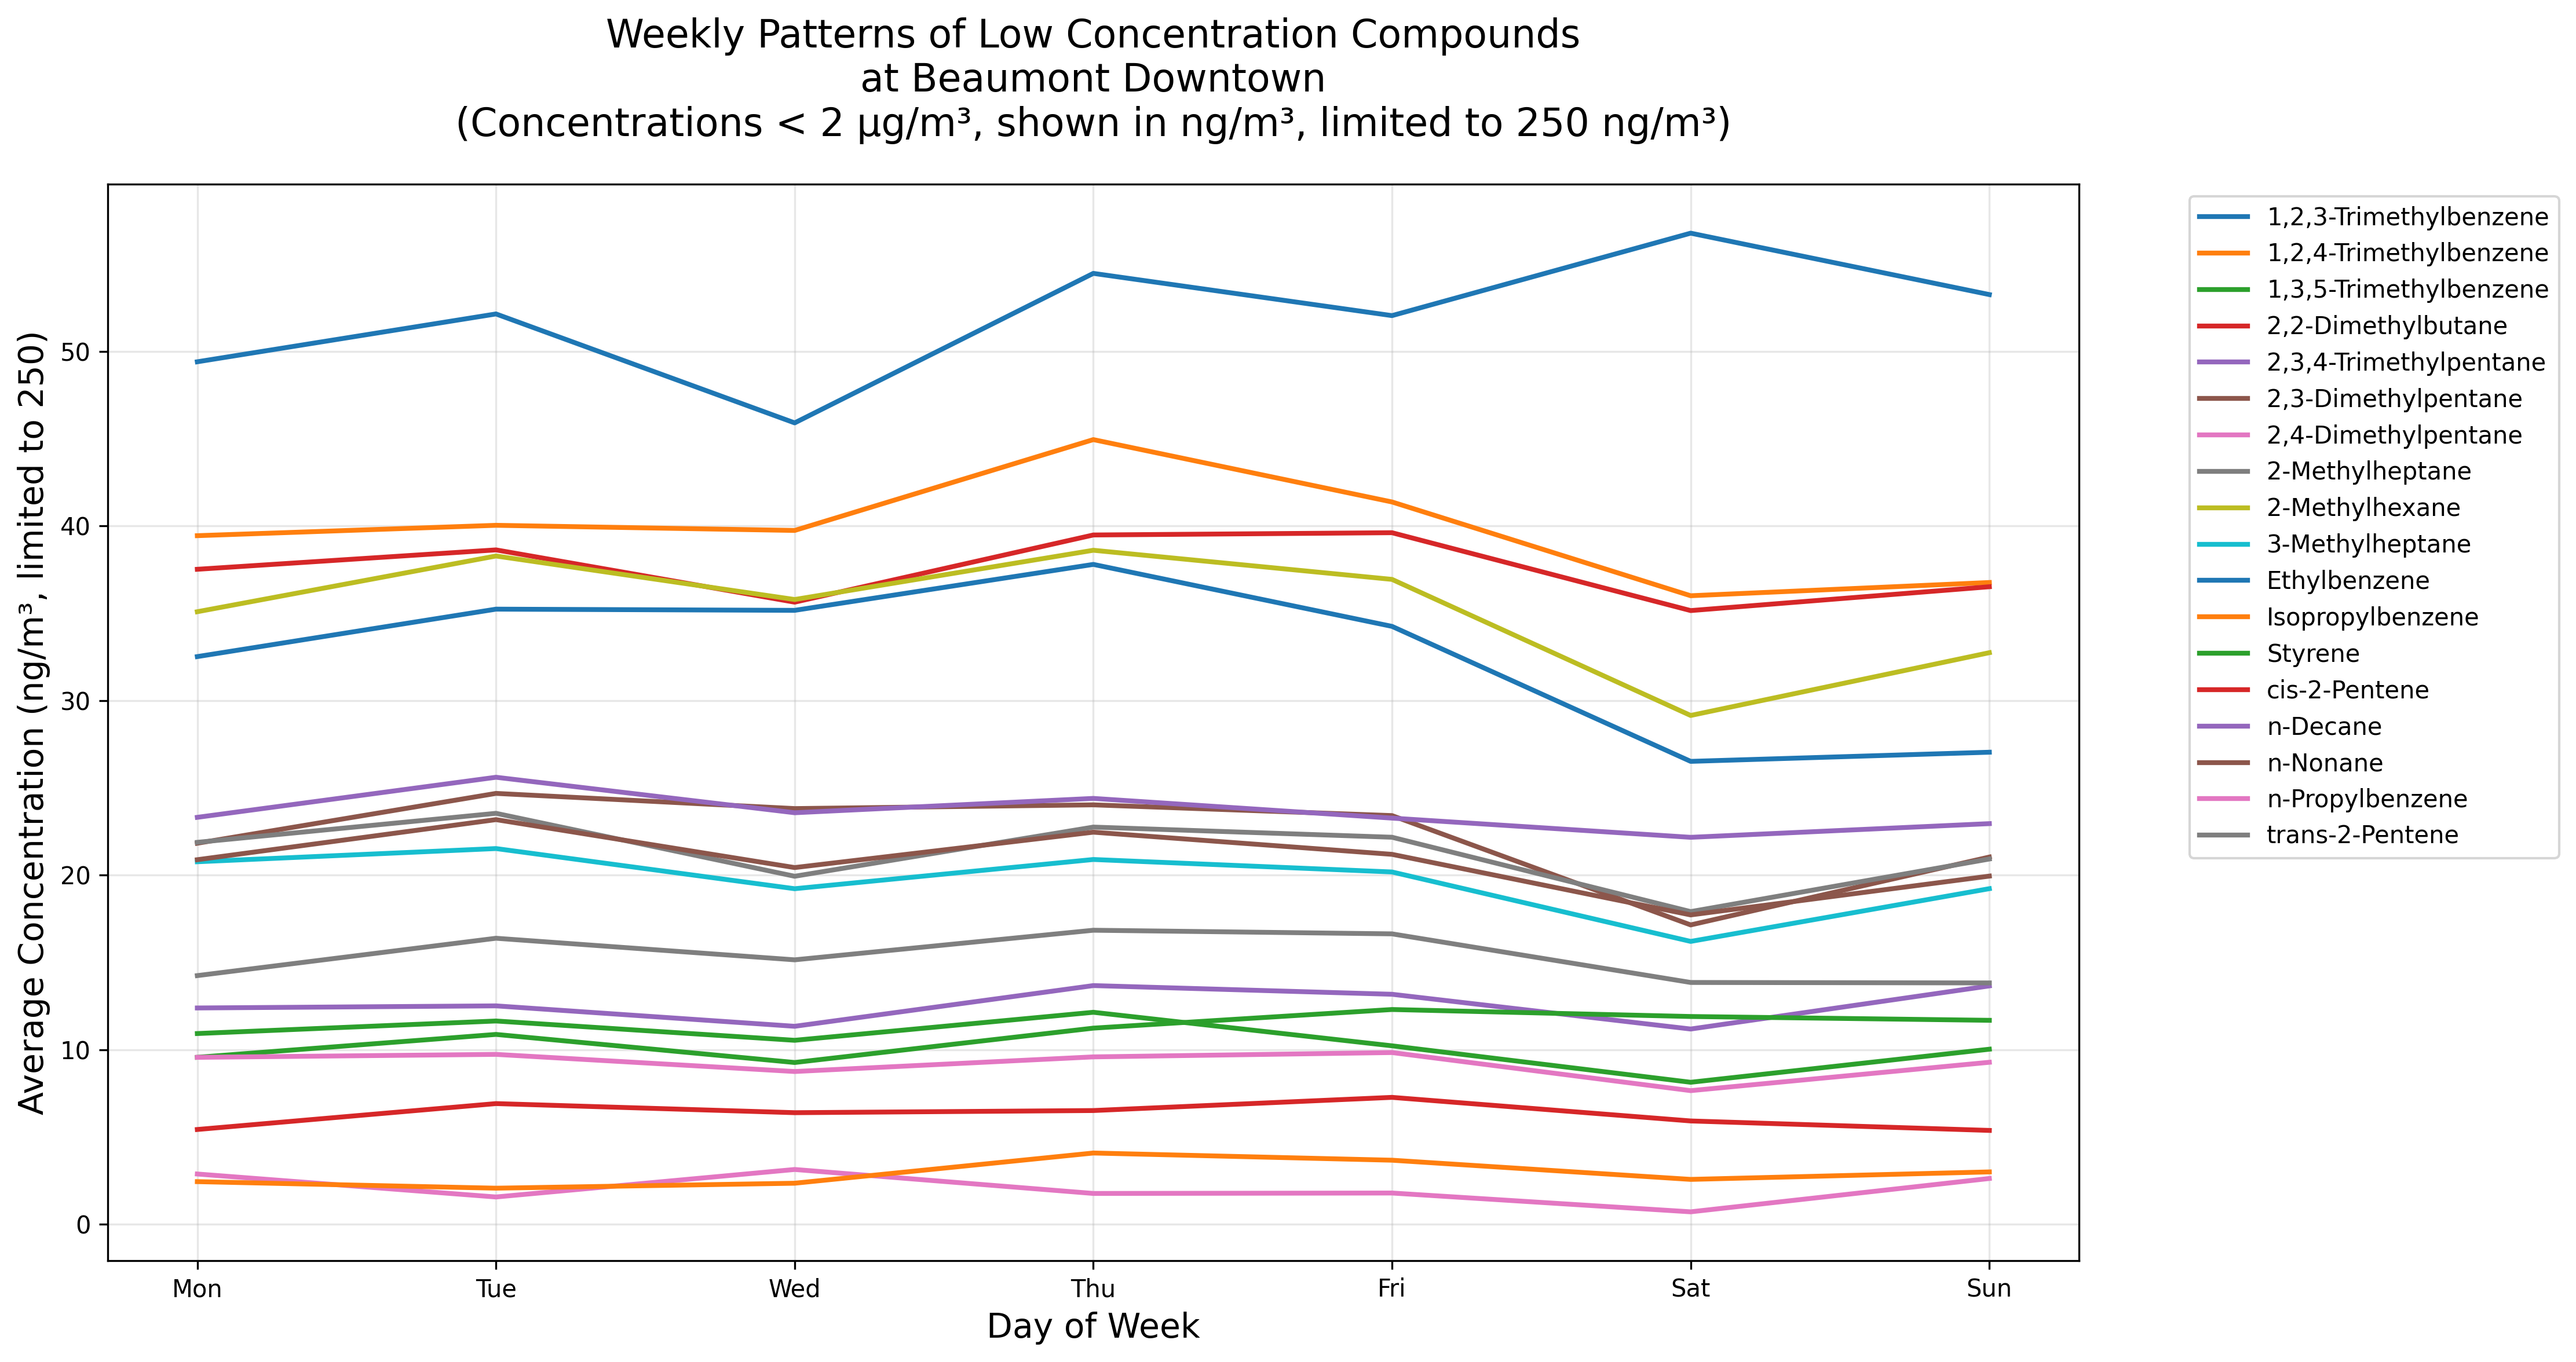 Weekly Patterns of Low Concentration Compounds
at Beaumont Downtown
(Concentrations < 2 μg/m³, shown in ng/m³, limited to 250 ng/m³)
Average Concentration (ng/m³, limited to 250)
50
40
30
20
10
0
Mon Tue Wed Thu Fri Sat Sun
Day of Week
1,2,3-Trimethylbenzene
1,2,4-Trimethylbenzene
1,3,5-Trimethylbenzene
2,2-Dimethylbutane
2,3,4-Trimethylpentane
2,3-Dimethylpentane
2,4-Dimethylpentane
2-Methylheptane
2-Methylhexane
3-Methylheptane
Ethylbenzene
Isopropylbenzene
Styrene
cis-2-Pentene
n-Decane
n-Nonane
n-Propylbenzene
trans-2-Pentene